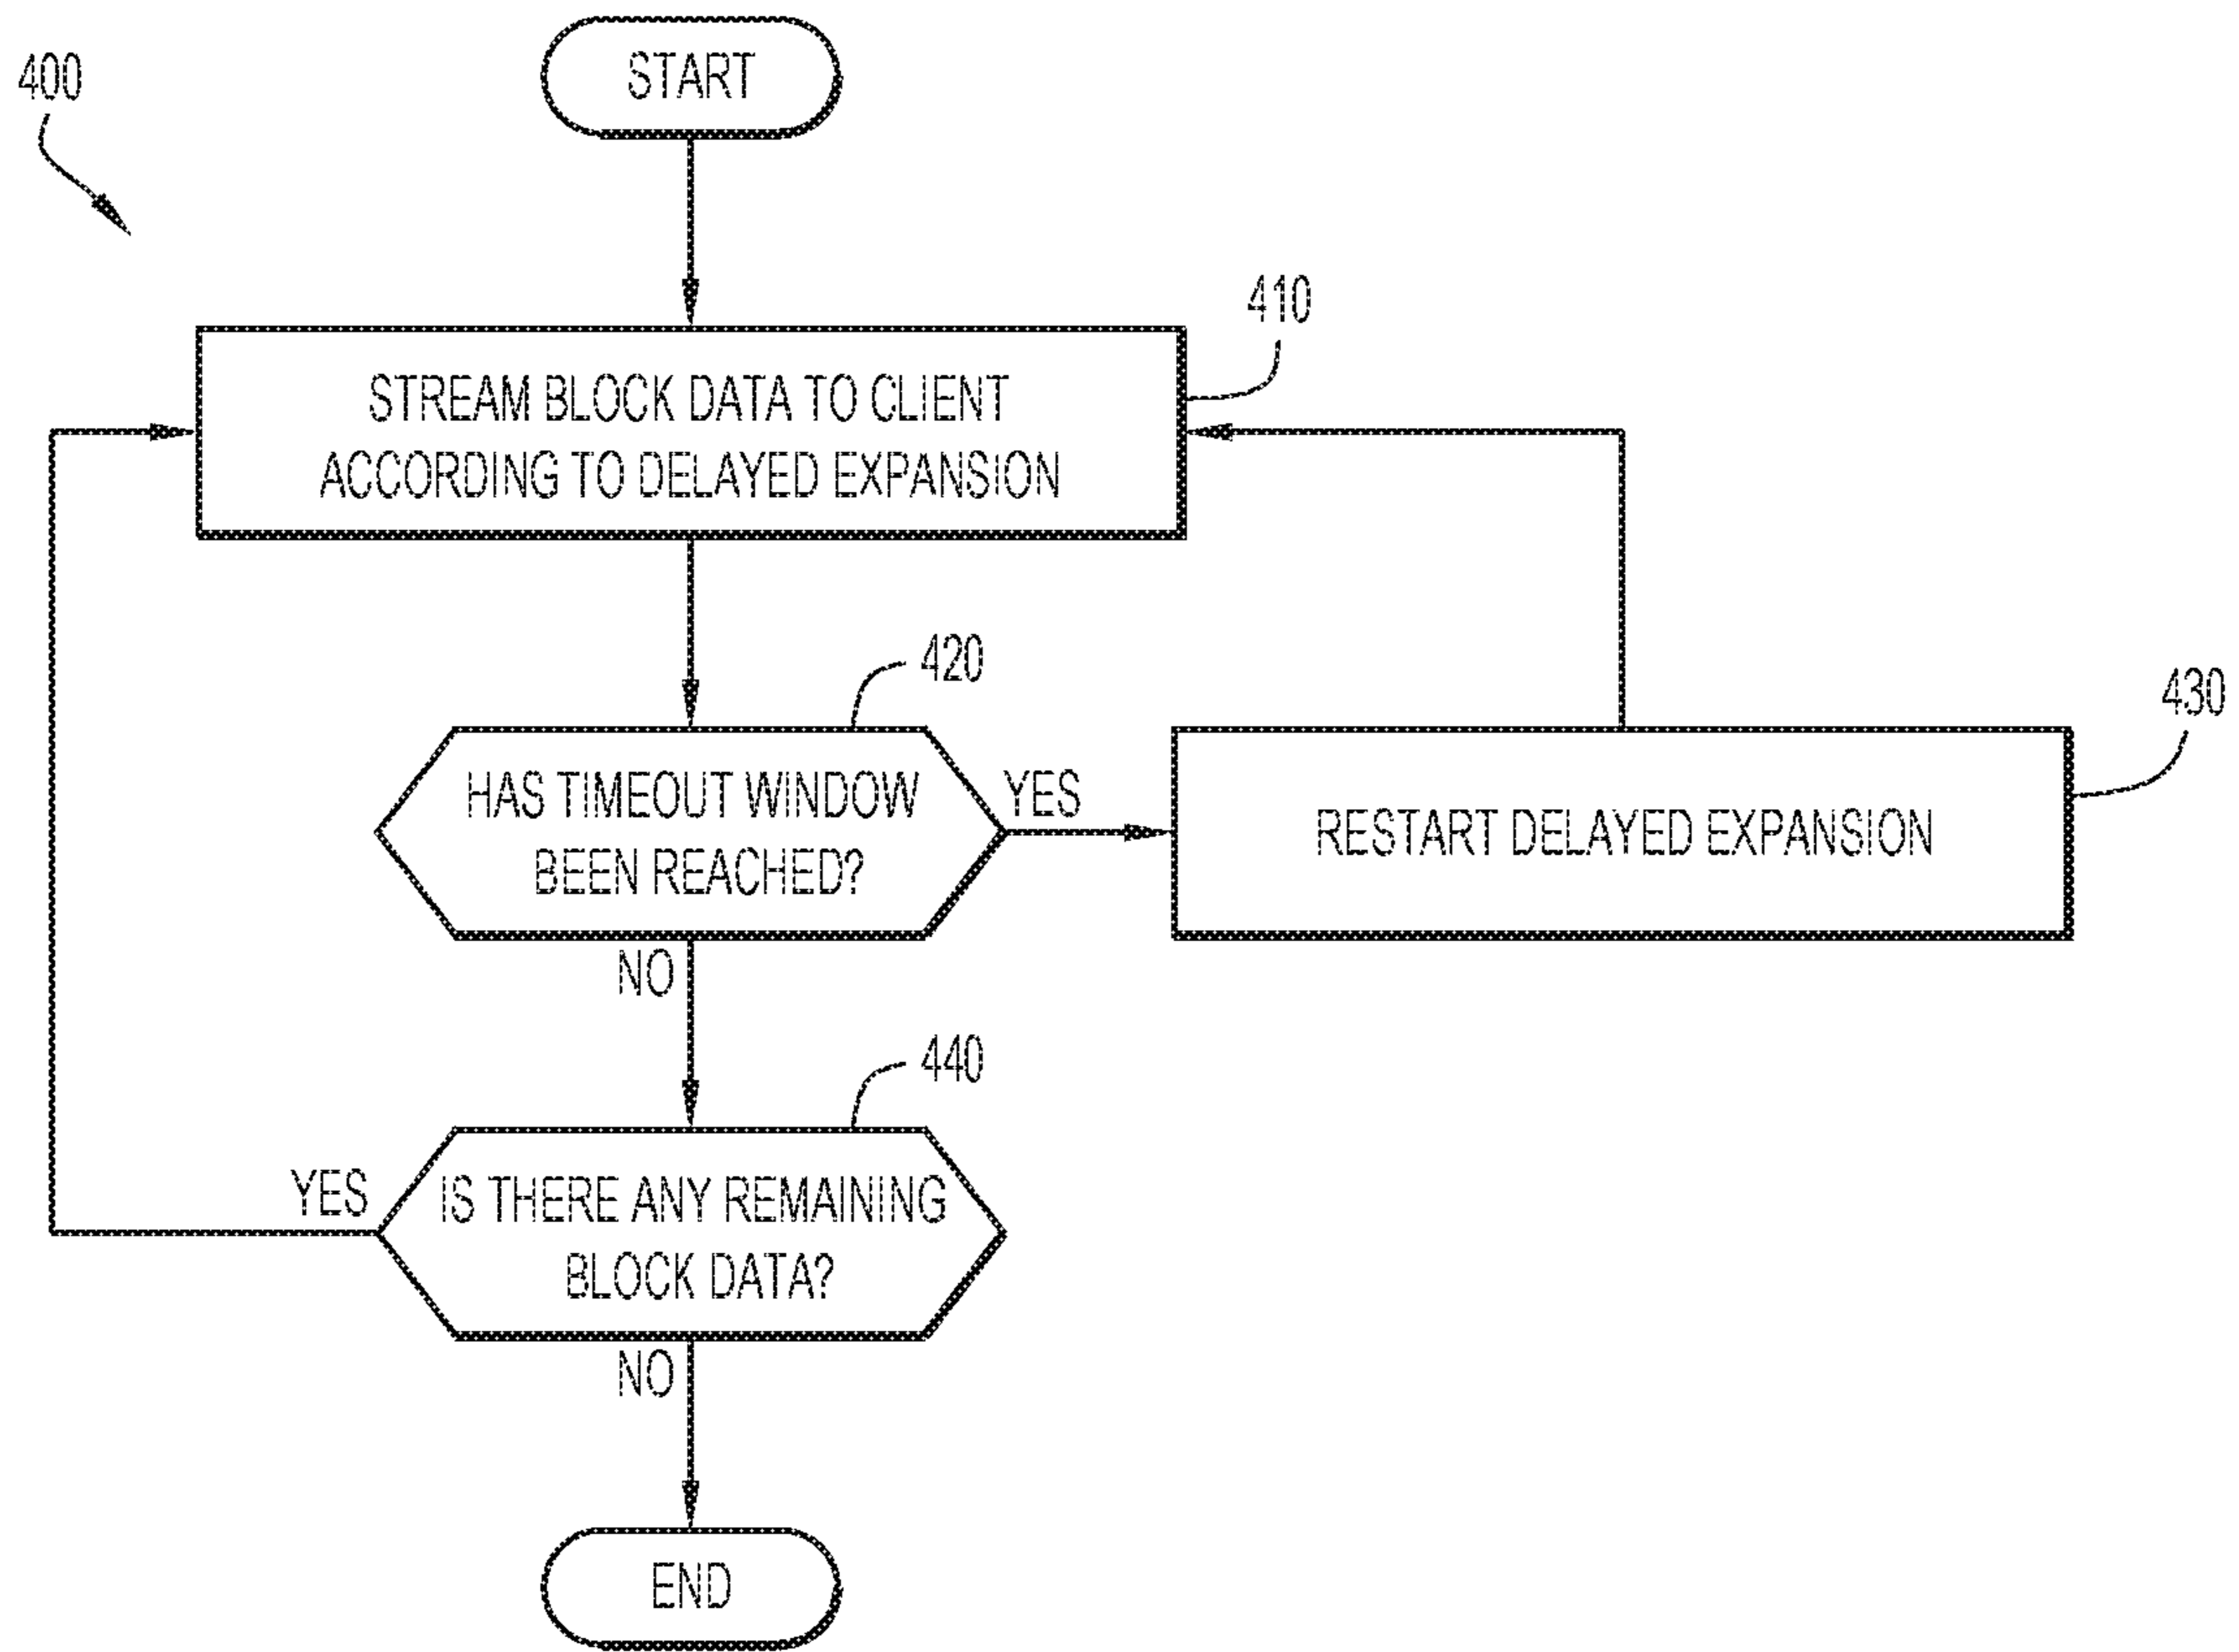 400
START
410
STREAM BLOCK DATA TO CLIENT
ACCORDING TO DELAYED EXPANSION
420
430
HAS TIMEOUT WINDOW
BEEN REACHED?
YES
RESTART DELAYED EXPANSION
NO
440
YES
IS THERE ANY REMAINING
BLOCK DATA?
NO
END